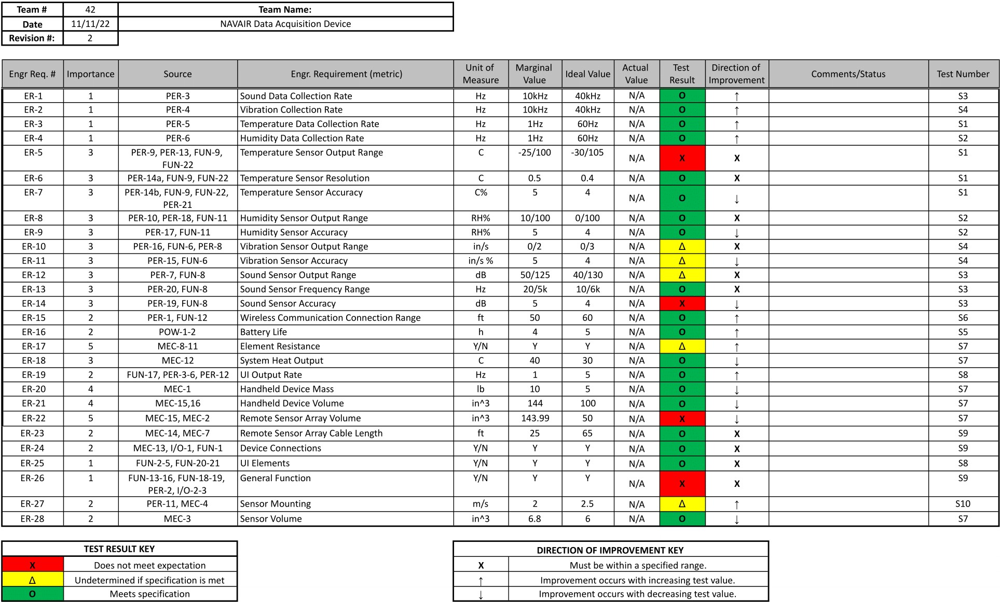 Team # 42 Team Name:
Date 11/11/22 NAVAIR Data Acquisition Device
Revision #: 2
Engr Req. # Importance Source Engr. Requirement (metric) Unit of Measure Marginal Value Ideal Value Actual Value Test Result Direction of Improvement Comments/Status Test Number
ER-1 1 PER-3 Sound Data Collection Rate Hz 10kHz 40kHz N/A O ↑ S3
ER-2 1 PER-4 Vibration Collection Rate Hz 10kHz 40kHz N/A O ↑ S4
ER-3 1 PER-5 Temperature Data Collection Rate Hz 1Hz 60Hz N/A O ↑ S1
ER-4 1 PER-6 Humidity Data Collection Rate Hz 1Hz 60Hz N/A O ↑ S2
ER-5 3 PER-9, PER-13, FUN-9, FUN-22 Temperature Sensor Output Range C -25/100 -30/105 N/A X X S1
ER-6 3 PER-14a, FUN-9, FUN-22 Temperature Sensor Resolution C 0.5 0.4 N/A O X S1
ER-7 3 PER-14b, FUN-9, FUN-22, PER-21 Temperature Sensor Accuracy C% 5 4 N/A O ↓ S1
ER-8 3 PER-10, PER-18, FUN-11 Humidity Sensor Output Range RH% 10/100 0/100 N/A O X S2
ER-9 3 PER-17, FUN-11 Humidity Sensor Accuracy RH% 5 4 N/A O ↓ S2
ER-10 3 PER-16, FUN-6, PER-8 Vibration Sensor Output Range in/s 0/2 0/3 N/A Δ X S4
ER-11 3 PER-15, FUN-6 Vibration Sensor Accuracy in/s % 5 4 N/A Δ ↓ S4
ER-12 3 PER-7, FUN-8 Sound Sensor Output Range dB 50/125 40/130 N/A Δ X S3
ER-13 3 PER-20, FUN-8 Sound Sensor Frequency Range Hz 20/5k 10/6k N/A O X S3
ER-14 3 PER-19, FUN-8 Sound Sensor Accuracy dB 5 4 N/A X ↓ S3
ER-15 2 PER-1, FUN-12 Wireless Communication Connection Range ft 50 60 N/A O ↑ S6
ER-16 2 POW-1-2 Battery Life h 4 5 N/A O ↑ S5
ER-17 5 MEC-8-11 Element Resistance Y/N Y Y N/A Δ ↑ S7
ER-18 3 MEC-12 System Heat Output C 40 30 N/A O ↓ S7
ER-19 2 FUN-17, PER-3-6, PER-12 UI Output Rate Hz 1 5 N/A O ↑ S8
ER-20 4 MEC-1 Handheld Device Mass lb 10 5 N/A O ↓ S7
ER-21 4 MEC-15,16 Handheld Device Volume in^3 144 100 N/A O ↓ S7
ER-22 5 MEC-15, MEC-2 Remote Sensor Array Volume in^3 143.99 50 N/A X ↓ S7
ER-23 2 MEC-14, MEC-7 Remote Sensor Array Cable Length ft 25 65 N/A O X S9
ER-24 2 MEC-13, I/O-1, FUN-1 Device Connections Y/N Y Y N/A O X S9
ER-25 1 FUN-2-5, FUN-20-21 UI Elements Y/N Y Y N/A O X S8
ER-26 1 FUN-13-16, FUN-18-19, PER-2, I/O-2-3 General Function Y/N Y Y N/A X X S9
ER-27 2 PER-11, MEC-4 Sensor Mounting m/s 2 2.5 N/A Δ ↑ S10
ER-28 2 MEC-3 Sensor Volume in^3 6.8 6 N/A O ↓ S7
TEST RESULT KEY
X Does not meet expectation
Δ Undetermined if specification is met
O Meets specification
DIRECTION OF IMPROVEMENT KEY
X Must be within a specified range.
↑ Improvement occurs with increasing test value.
↓ Improvement occurs with decreasing test value.